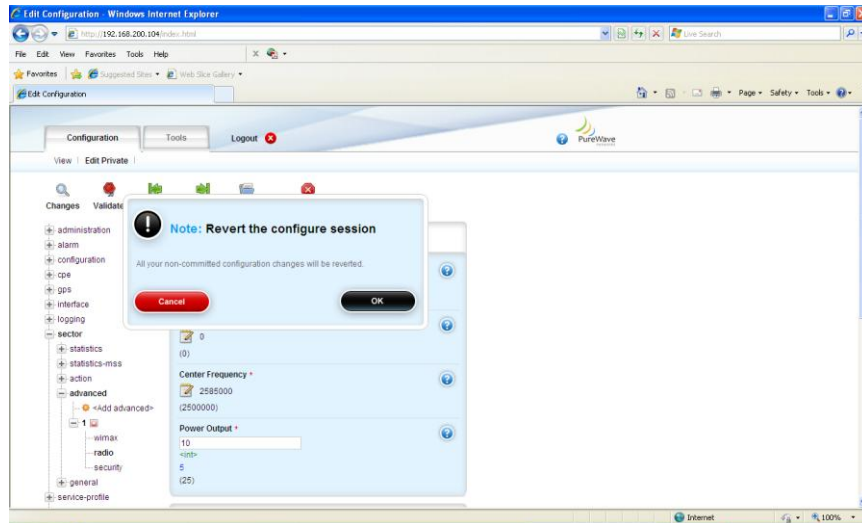 Edit Configuration - Windows Internet Explorer
http://192.168.200.104/index.html
Live Search
File Edit View Favorites Tools Help
Favorites Suggested Sites Web Slice Gallery
Edit Configuration
Page Safety Tools
Configuration Tools Logout
PureWave
View Edit Private
Changes Validate
Note: Revert the configure session
All your non-committed configuration changes will be reverted.
Cancel OK
administration
alarm
configuration
cpe
gps
interface
logging
sector
statistics
statistics-mss
action
advanced
<Add advanced>
1
wimax
radio
security
general
service-profile
0
(0)
Center Frequency *
2585000
(2500000)
Power Output *
10
<int>
5
(25)
Internet 100%